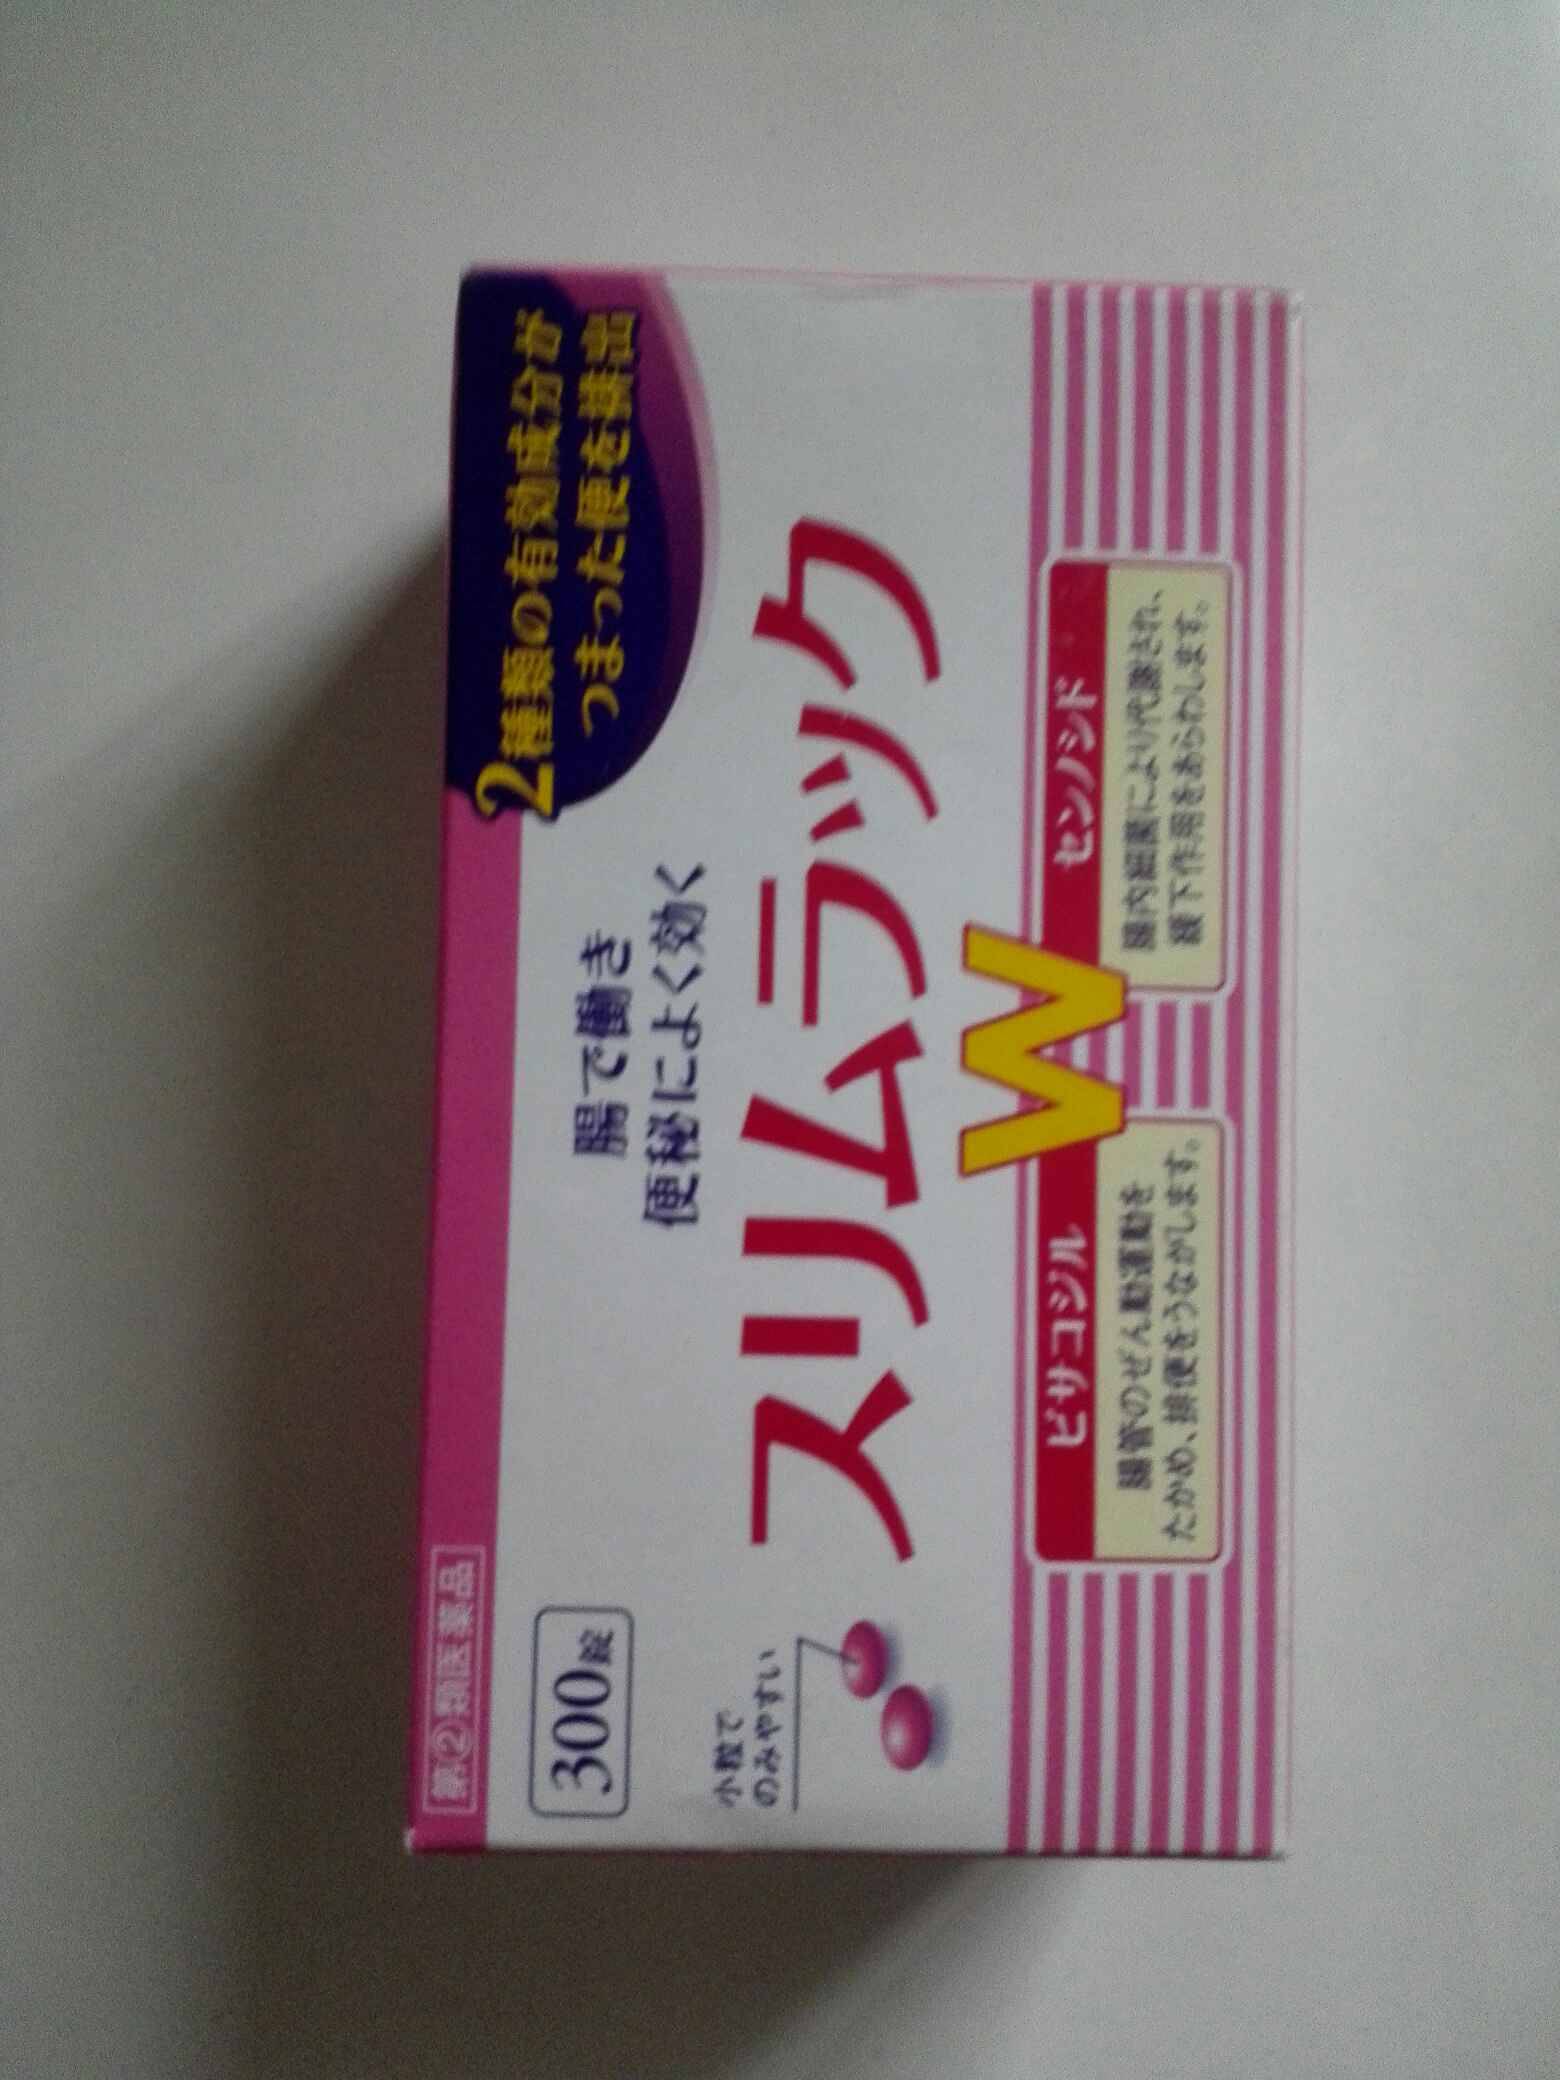 第②類医薬品
2種類の有効成分が
つまった便を排出
300錠
腸で働き
便秘によく効く
小粒で
のみやすい
スリムラック
W
ビサコジル
腸管のぜん動運動を
たかめ、排便をうながします。
センノシド
腸内細菌により代謝され、
緩下作用をあらわします。